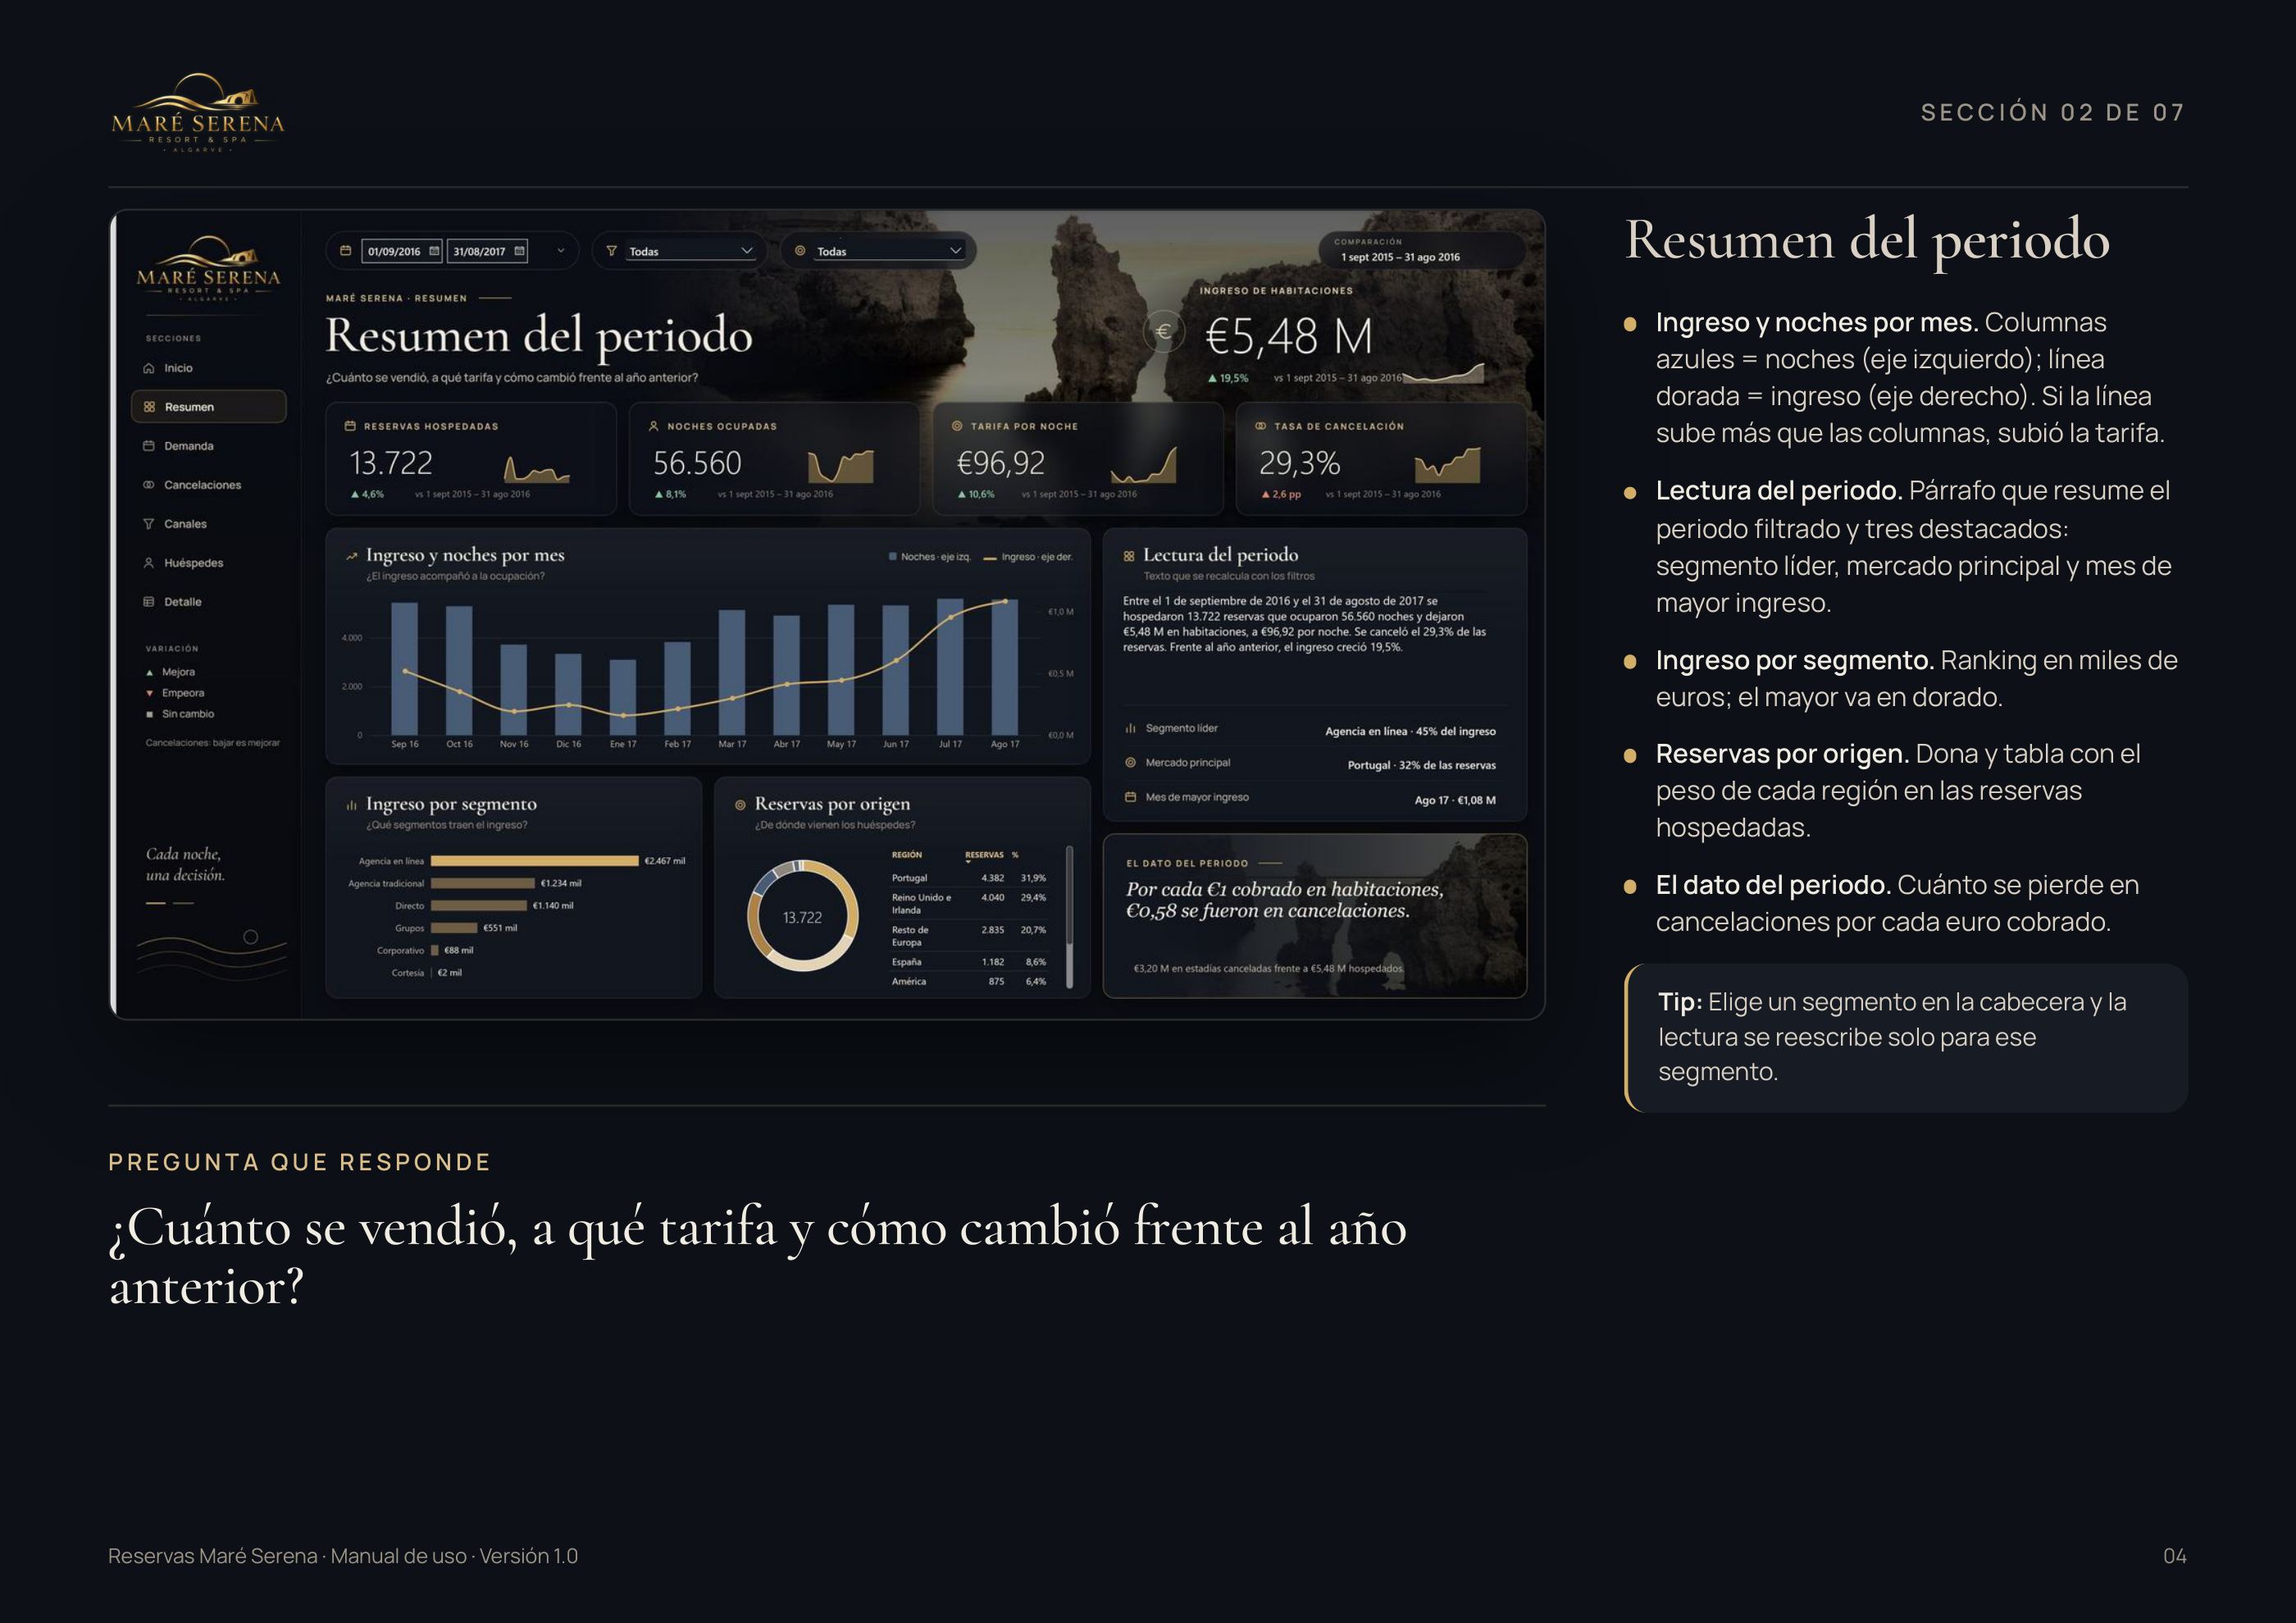 MARÉ SERENA
RESORT & SPA
· ALGARVE ·
SECCIÓN 02 DE 07
MARÉ SERENA
RESORT & SPA
· ALGARVE ·
SECCIONES
Inicio
Resumen
Demanda
Cancelaciones
Canales
Huéspedes
Detalle
VARIACIÓN
▲ Mejora
▼ Empeora
■ Sin cambio
Cancelaciones: bajar es mejorar
Cada noche,
una decisión.
01/09/2016 31/08/2017
Todas
Todas
COMPARACIÓN
1 sept 2015 – 31 ago 2016
MARÉ SERENA · RESUMEN
Resumen del periodo
¿Cuánto se vendió, a qué tarifa y cómo cambió frente al año anterior?
INGRESO DE HABITACIONES
€ €5,48 M
▲ 19,5% vs 1 sept 2015 – 31 ago 2016
RESERVAS HOSPEDADAS
13.722
▲ 4,6% vs 1 sept 2015 – 31 ago 2016
NOCHES OCUPADAS
56.560
▲ 8,1% vs 1 sept 2015 – 31 ago 2016
TARIFA POR NOCHE
€96,92
▲ 10,6% vs 1 sept 2015 – 31 ago 2016
TASA DE CANCELACIÓN
29,3%
▲ 2,6 pp vs 1 sept 2015 – 31 ago 2016
Ingreso y noches por mes
¿El ingreso acompañó a la ocupación?
Noches · eje izq. Ingreso · eje der.
4.000
2.000
0
€1,0 M
€0,5 M
€0,0 M
Sep 16 Oct 16 Nov 16 Dic 16 Ene 17 Feb 17 Mar 17 Abr 17 May 17 Jun 17 Jul 17 Ago 17
Lectura del periodo
Texto que se recalcula con los filtros
Entre el 1 de septiembre de 2016 y el 31 de agosto de 2017 se
hospedaron 13.722 reservas que ocuparon 56.560 noches y dejaron
€5,48 M en habitaciones, a €96,92 por noche. Se canceló el 29,3% de las
reservas. Frente al año anterior, el ingreso creció 19,5%.
Segmento líder Agencia en línea · 45% del ingreso
Mercado principal Portugal · 32% de las reservas
Mes de mayor ingreso Ago 17 · €1,08 M
Ingreso por segmento
¿Qué segmentos traen el ingreso?
Agencia en línea €2.467 mil
Agencia tradicional €1.234 mil
Directo €1.140 mil
Grupos €551 mil
Corporativo €88 mil
Cortesía €2 mil
Reservas por origen
¿De dónde vienen los huéspedes?
13.722
REGIÓN RESERVAS %
Portugal 4.382 31,9%
Reino Unido e
Irlanda 4.040 29,4%
Resto de
Europa 2.835 20,7%
España 1.182 8,6%
América 875 6,4%
EL DATO DEL PERIODO
Por cada €1 cobrado en habitaciones,
€0,58 se fueron en cancelaciones.
€3,20 M en estadías canceladas frente a €5,48 M hospedados.
Resumen del periodo
Ingreso y noches por mes. Columnas
azules = noches (eje izquierdo); línea
dorada = ingreso (eje derecho). Si la línea
sube más que las columnas, subió la tarifa.
Lectura del periodo. Párrafo que resume el
periodo filtrado y tres destacados:
segmento líder, mercado principal y mes de
mayor ingreso.
Ingreso por segmento. Ranking en miles de
euros; el mayor va en dorado.
Reservas por origen. Dona y tabla con el
peso de cada región en las reservas
hospedadas.
El dato del periodo. Cuánto se pierde en
cancelaciones por cada euro cobrado.
Tip: Elige un segmento en la cabecera y la
lectura se reescribe solo para ese
segmento.
PREGUNTA QUE RESPONDE
¿Cuánto se vendió, a qué tarifa y cómo cambió frente al año
anterior?
Reservas Maré Serena · Manual de uso · Versión 1.0
04